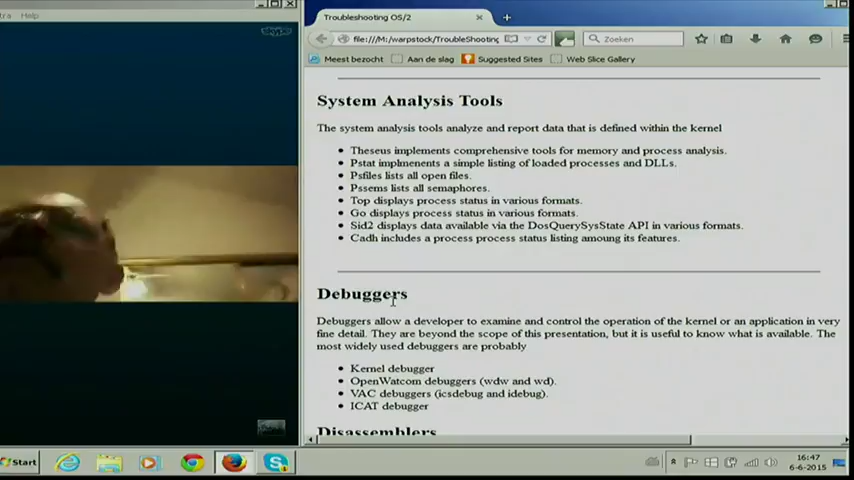 Help
skype
Troubleshooting OS/2
file:///M:/warpstock/TroubleShooting
Zoeken
Meest bezocht
Aan de slag
Suggested Sites
Web Slice Gallery
System Analysis Tools
The system analysis tools analyze and report data that is defined within the kernel
Theseus implements comprehensive tools for memory and process analysis.
Pstat implmenents a simple listing of loaded processes and DLLs.
Psfiles lists all open files.
Pssems lists all semaphores.
Top displays process status in various formats.
Go displays process status in various formats.
Sid2 displays data available via the DosQuerySysState API in various formats.
Cadh includes a process process status listing amoung its features.
Debuggers
Debuggers allow a developer to examine and control the operation of the kernel or an application in very
fine detail. They are beyond the scope of this presentation, but it is useful to know what is available. The
most widely used debuggers are probably
Kernel debugger
OpenWatcom debuggers (wdw and wd).
VAC debuggers (icsdebug and idebug).
ICAT debugger
Disassemblers
Start
16:47
6-6-2015